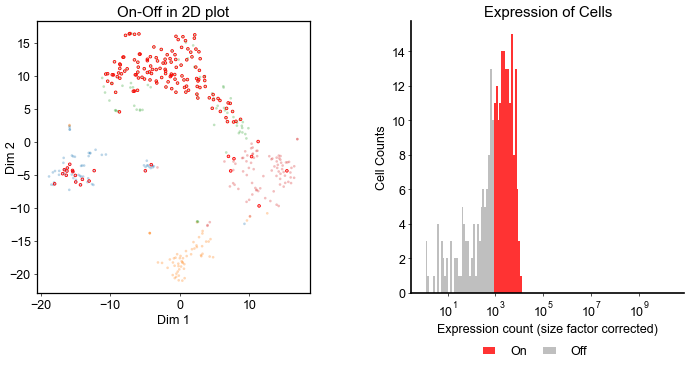 On-Off in 2D plot
15
10
5
0
−5
−10
−15
−20
−20 −10 0 10
Dim 1
Dim 2
Expression of Cells
14
12
10
8
6
4
2
0
10^1 10^3 10^5 10^7 10^9
Cell Counts
Expression count (size factor corrected)
On Off